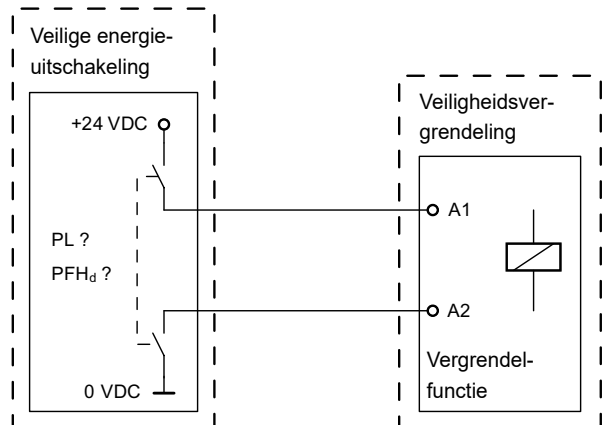 Veilige energie-
uitschakeling
+24 VDC
PL ?
PFHd ?
0 VDC
Veiligheidsver-
grendeling
A1
A2
Vergrendel-
functie